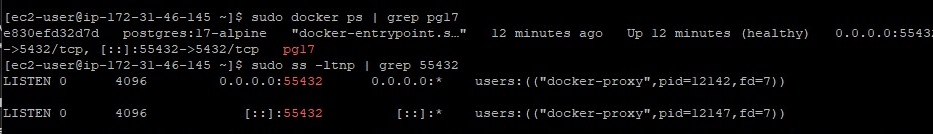 [ec2-user@ip-172-31-46-145 ~]$ sudo docker ps | grep pg17
e830efd32d7d   postgres:17-alpine   "docker-entrypoint.s…"   12 minutes ago   Up 12 minutes (healthy)   0.0.0.0:55432
->5432/tcp, [::]:55432->5432/tcp   pg17
[ec2-user@ip-172-31-46-145 ~]$ sudo ss -ltnp | grep 55432
LISTEN 0      4096         0.0.0.0:55432      0.0.0.0:*    users:(("docker-proxy",pid=12142,fd=7))
LISTEN 0      4096            [::]:55432         [::]:*    users:(("docker-proxy",pid=12147,fd=7))